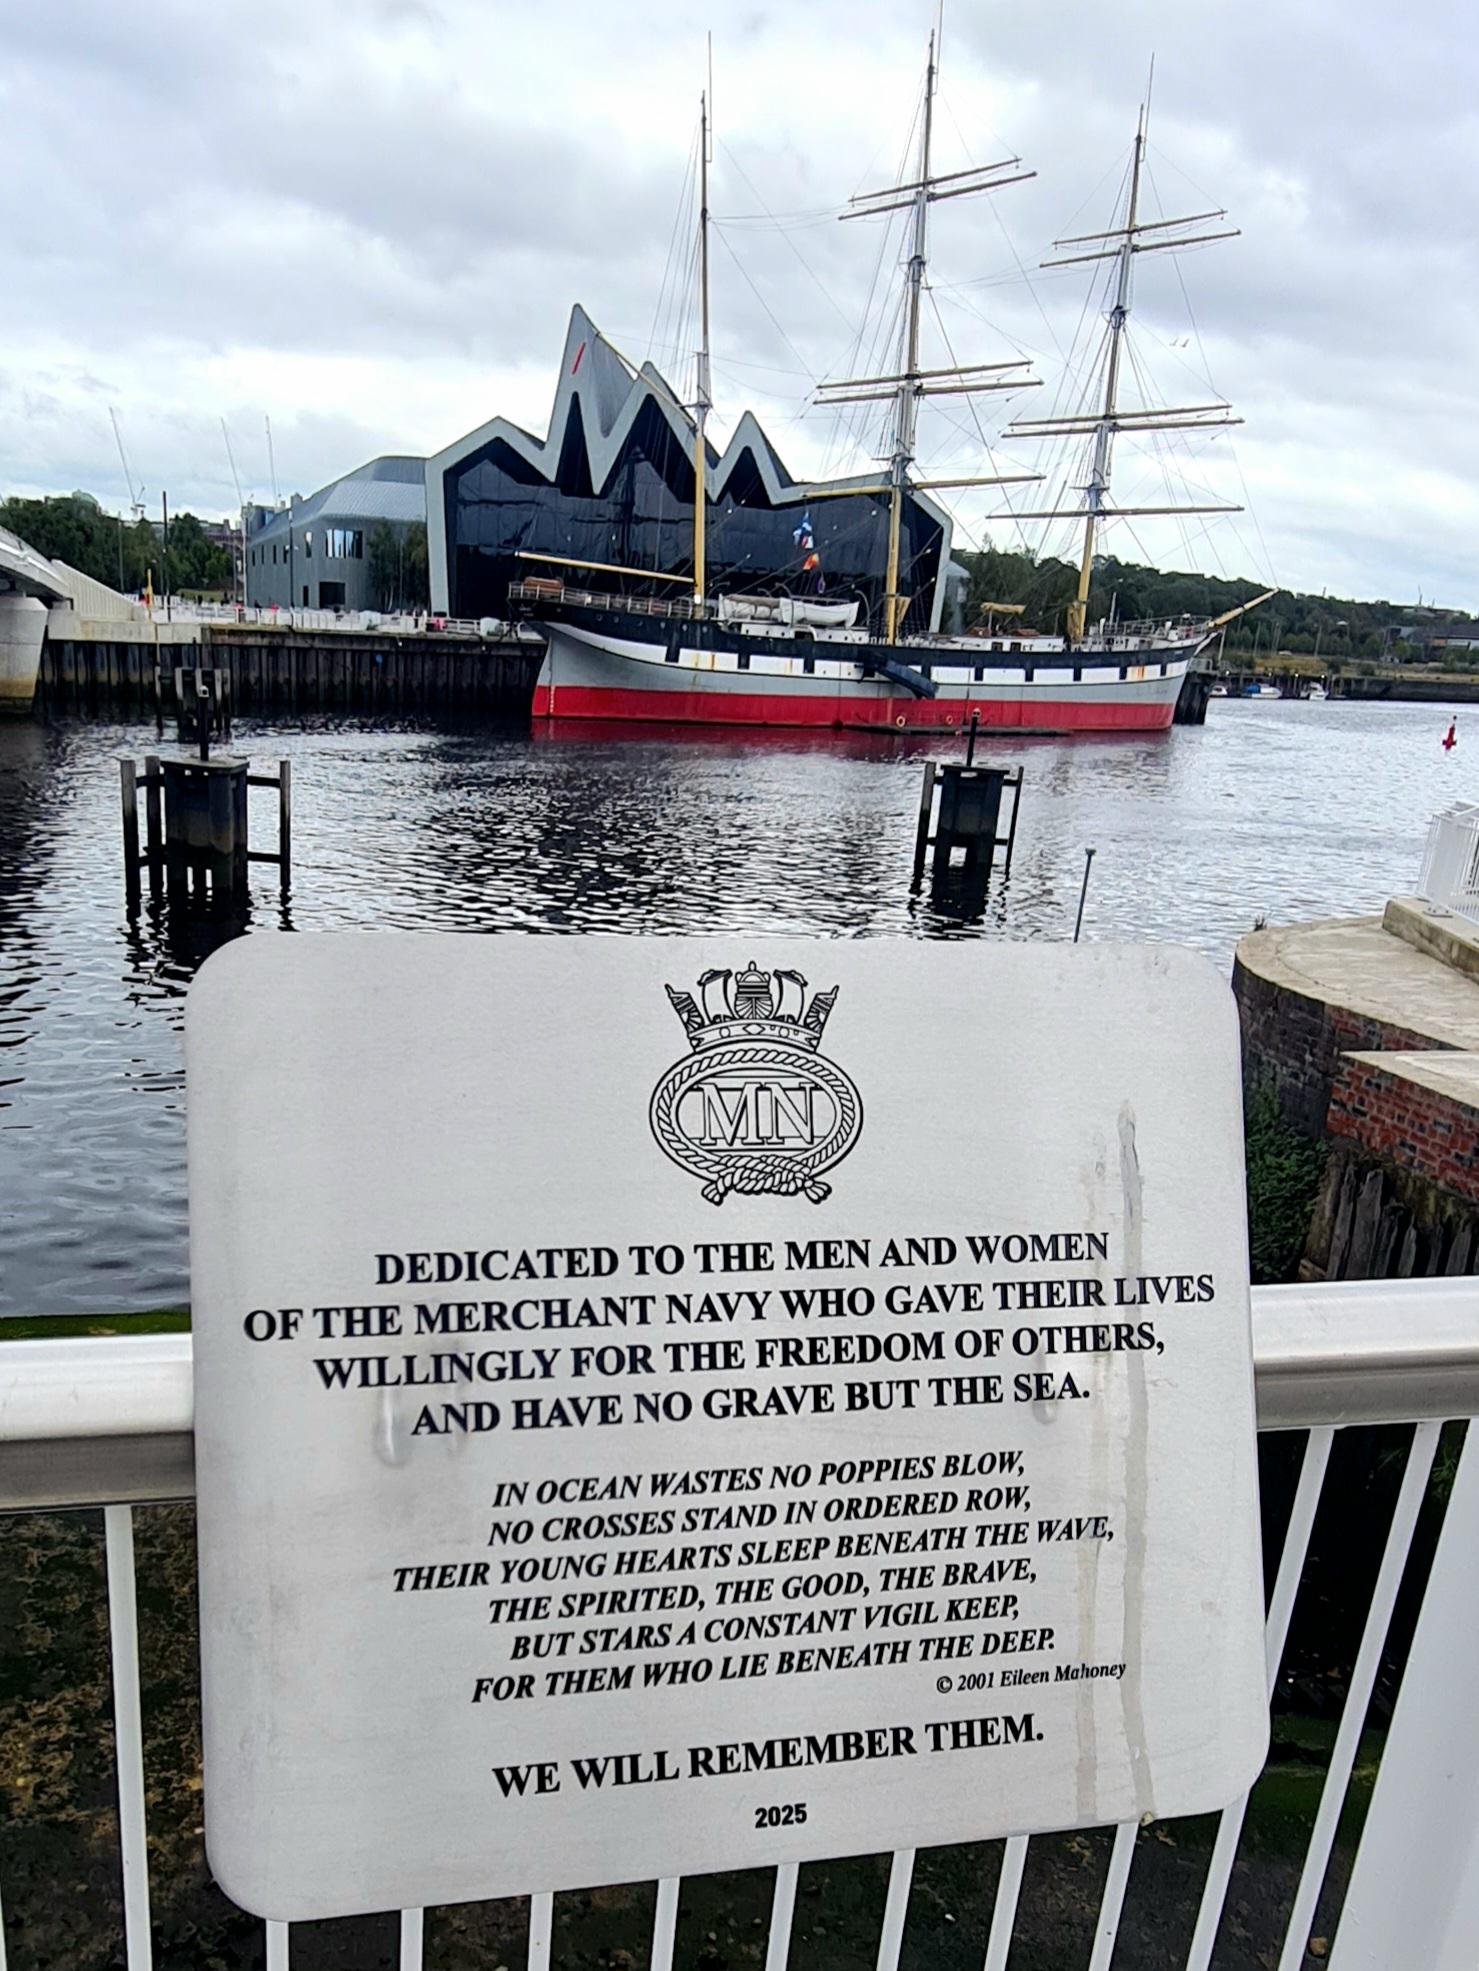 MN
DEDICATED TO THE MEN AND WOMEN
OF THE MERCHANT NAVY WHO GAVE THEIR LIVES
WILLINGLY FOR THE FREEDOM OF OTHERS,
AND HAVE NO GRAVE BUT THE SEA.
IN OCEAN WASTES NO POPPIES BLOW,
NO CROSSES STAND IN ORDERED ROW,
THEIR YOUNG HEARTS SLEEP BENEATH THE WAVE,
THE SPIRITED, THE GOOD, THE BRAVE,
BUT STARS A CONSTANT VIGIL KEEP,
FOR THEM WHO LIE BENEATH THE DEEP.
© 2001 Eileen Mahoney
WE WILL REMEMBER THEM.
2025